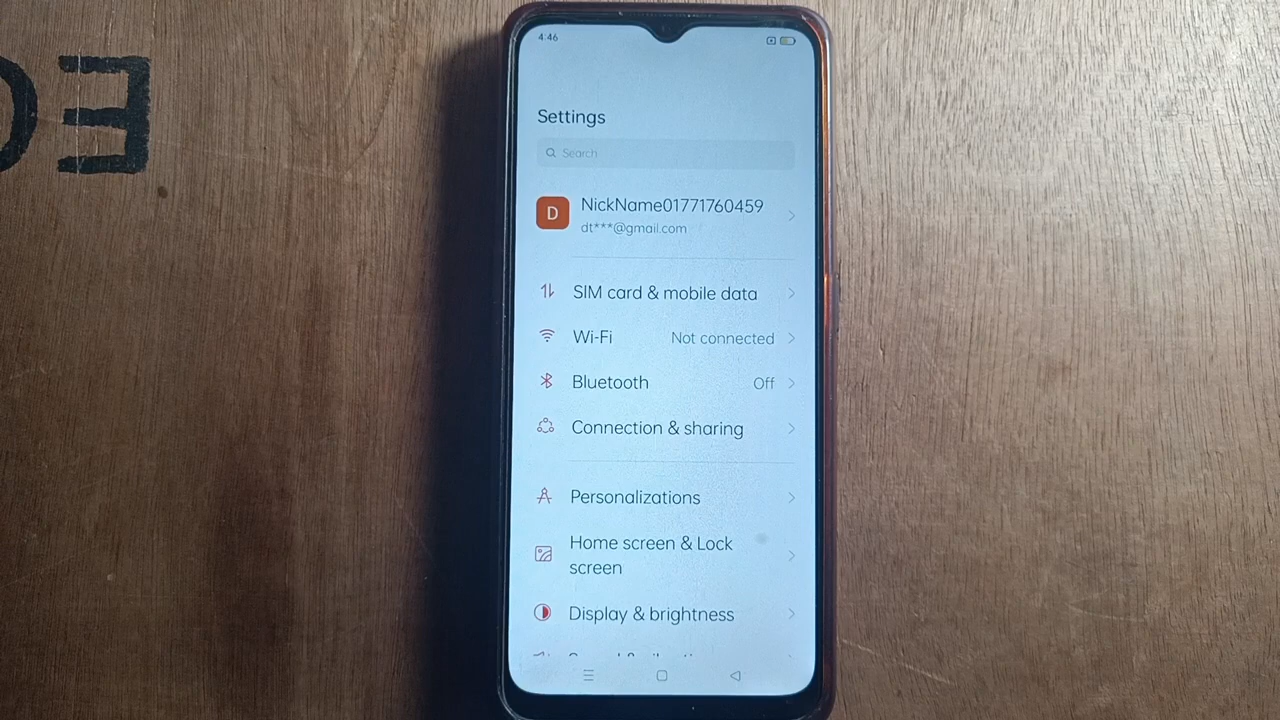 4:46
Settings
Search
D
NickName01771760459
dt***@gmail.com
SIM card & mobile data
Wi-Fi Not connected
Bluetooth Off
Connection & sharing
Personalizations
Home screen & Lock
screen
Display & brightness